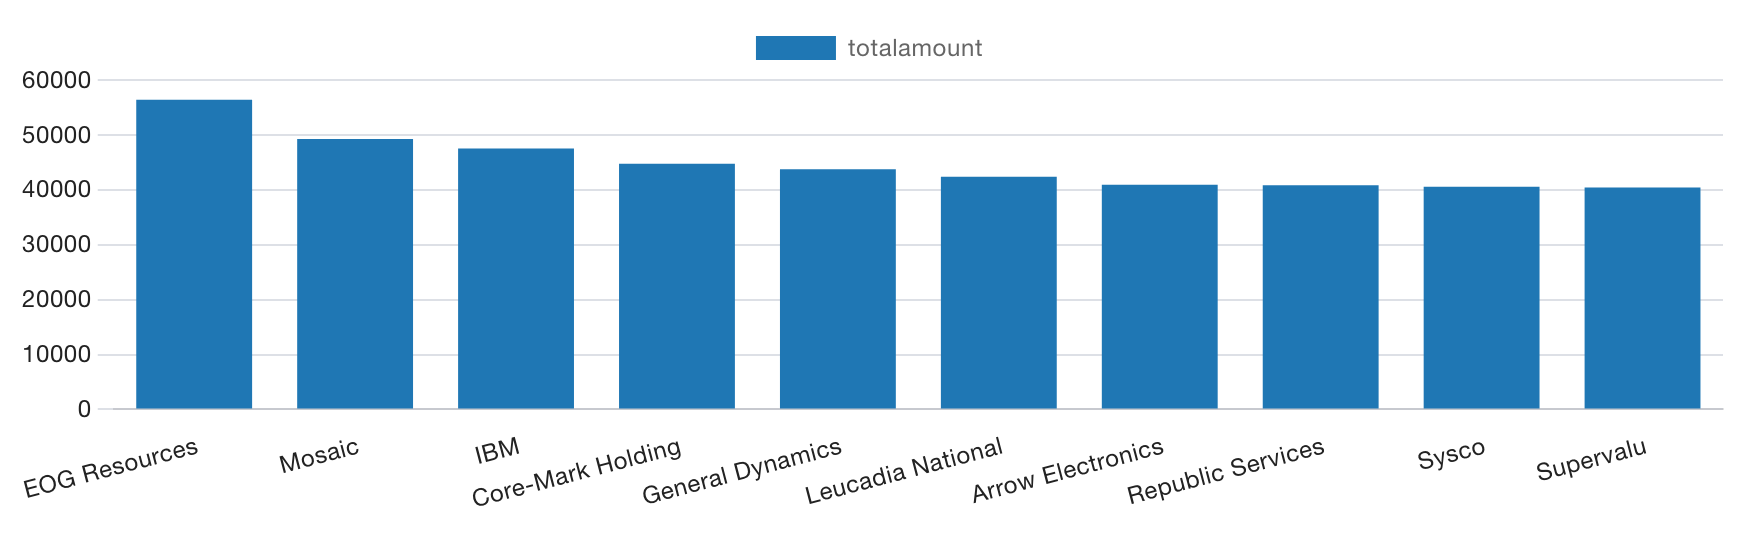 totalamount
60000
50000
40000
30000
20000
10000
0
EOG Resources
Mosaic
IBM
Core-Mark Holding
General Dynamics
Leucadia National
Arrow Electronics
Republic Services
Sysco
Supervalu